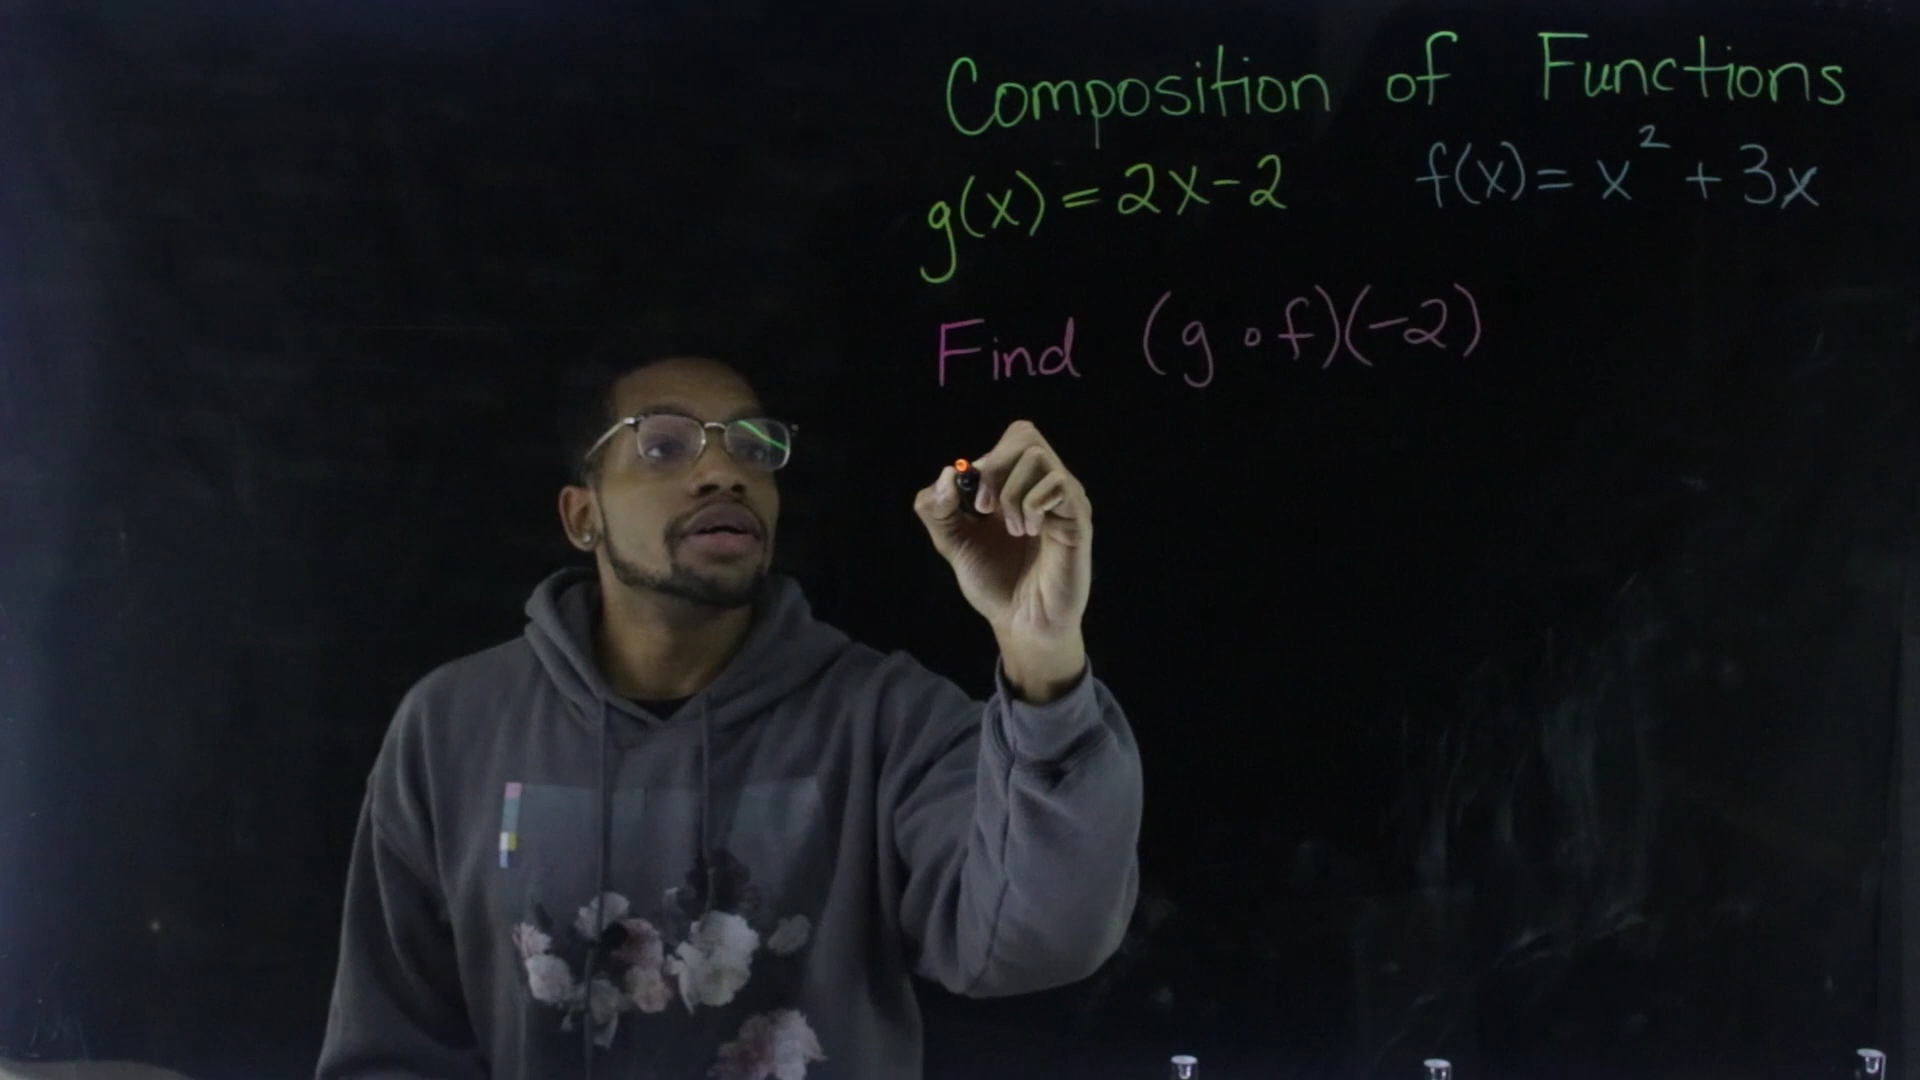 Composition of Functions
g(x) = 2x - 2 f(x) = x² + 3x
Find (g ∘ f)(-2)